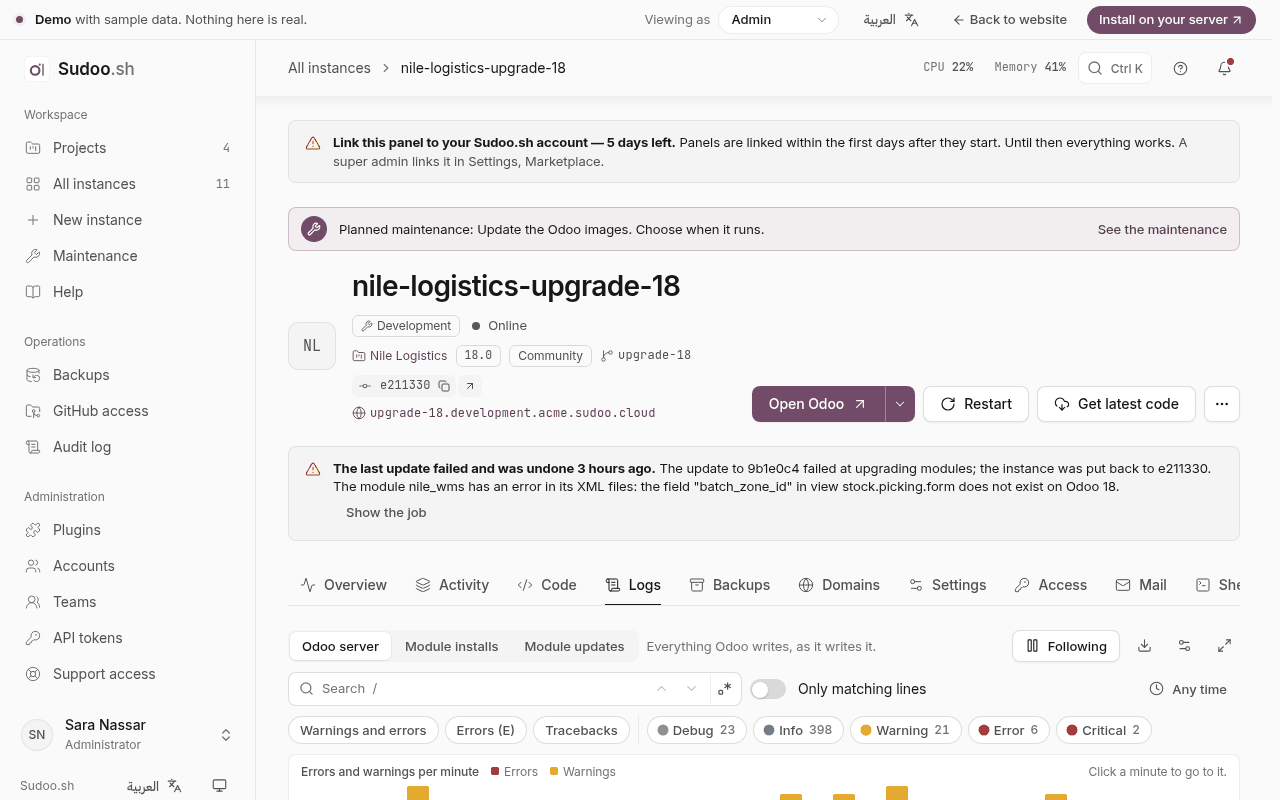 Demo with sample data. Nothing here is real.
Viewing as
Admin
العربية
Back to website
Install on your server
Sudoo.sh
Workspace
Projects 4
All instances 11
New instance
Maintenance
Help
Operations
Backups
GitHub access
Audit log
Administration
Plugins
Accounts
Teams
API tokens
Support access
SN
Sara Nassar
Administrator
Sudoo.sh
العربية
All instances
nile-logistics-upgrade-18
CPU 22%
Memory 41%
Ctrl K
Link this panel to your Sudoo.sh account — 5 days left. Panels are linked within the first days after they start. Until then everything works. A
super admin links it in Settings, Marketplace.
Planned maintenance: Update the Odoo images. Choose when it runs.
See the maintenance
NL
nile-logistics-upgrade-18
Development
Online
Nile Logistics
18.0
Community
upgrade-18
e211330
upgrade-18.development.acme.sudoo.cloud
Open Odoo
Restart
Get latest code
The last update failed and was undone 3 hours ago. The update to 9b1e0c4 failed at upgrading modules; the instance was put back to e211330.
The module nile_wms has an error in its XML files: the field "batch_zone_id" in view stock.picking.form does not exist on Odoo 18.
Show the job
Overview
Activity
Code
Logs
Backups
Domains
Settings
Access
Mail
She
Odoo server
Module installs
Module updates
Everything Odoo writes, as it writes it.
Following
Search /
.*
Only matching lines
Any time
Warnings and errors
Errors (E)
Tracebacks
Debug 23
Info 398
Warning 21
Error 6
Critical 2
Errors and warnings per minute
Errors
Warnings
Click a minute to go to it.